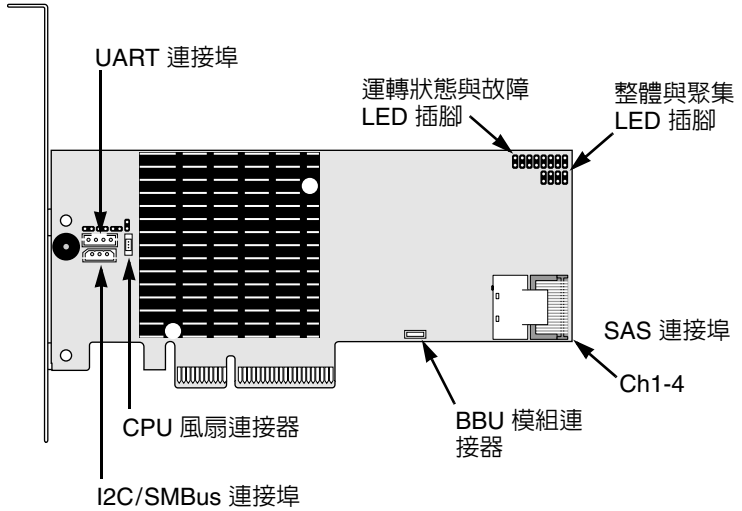 UART 連接埠
運轉狀態與故障
LED 插腳
整體與聚集
LED 插腳
SAS 連接埠
Ch1-4
CPU 風扇連接器
BBU 模組連
接器
I2C/SMBus 連接埠